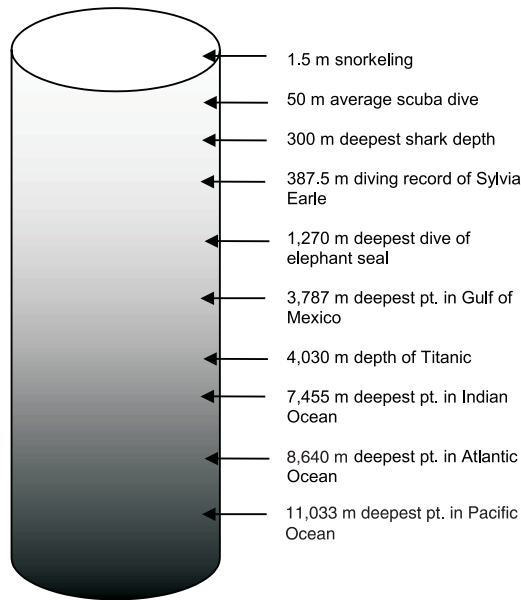 1.5 m snorkeling
50 m average scuba dive
300 m deepest shark depth
387.5 m diving record of Sylvia
Earle
1,270 m deepest dive of
elephant seal
3,787 m deepest pt. in Gulf of
Mexico
4,030 m depth of Titanic
7,455 m deepest pt. in Indian
Ocean
8,640 m deepest pt. in Atlantic
Ocean
11,033 m deepest pt. in Pacific
Ocean